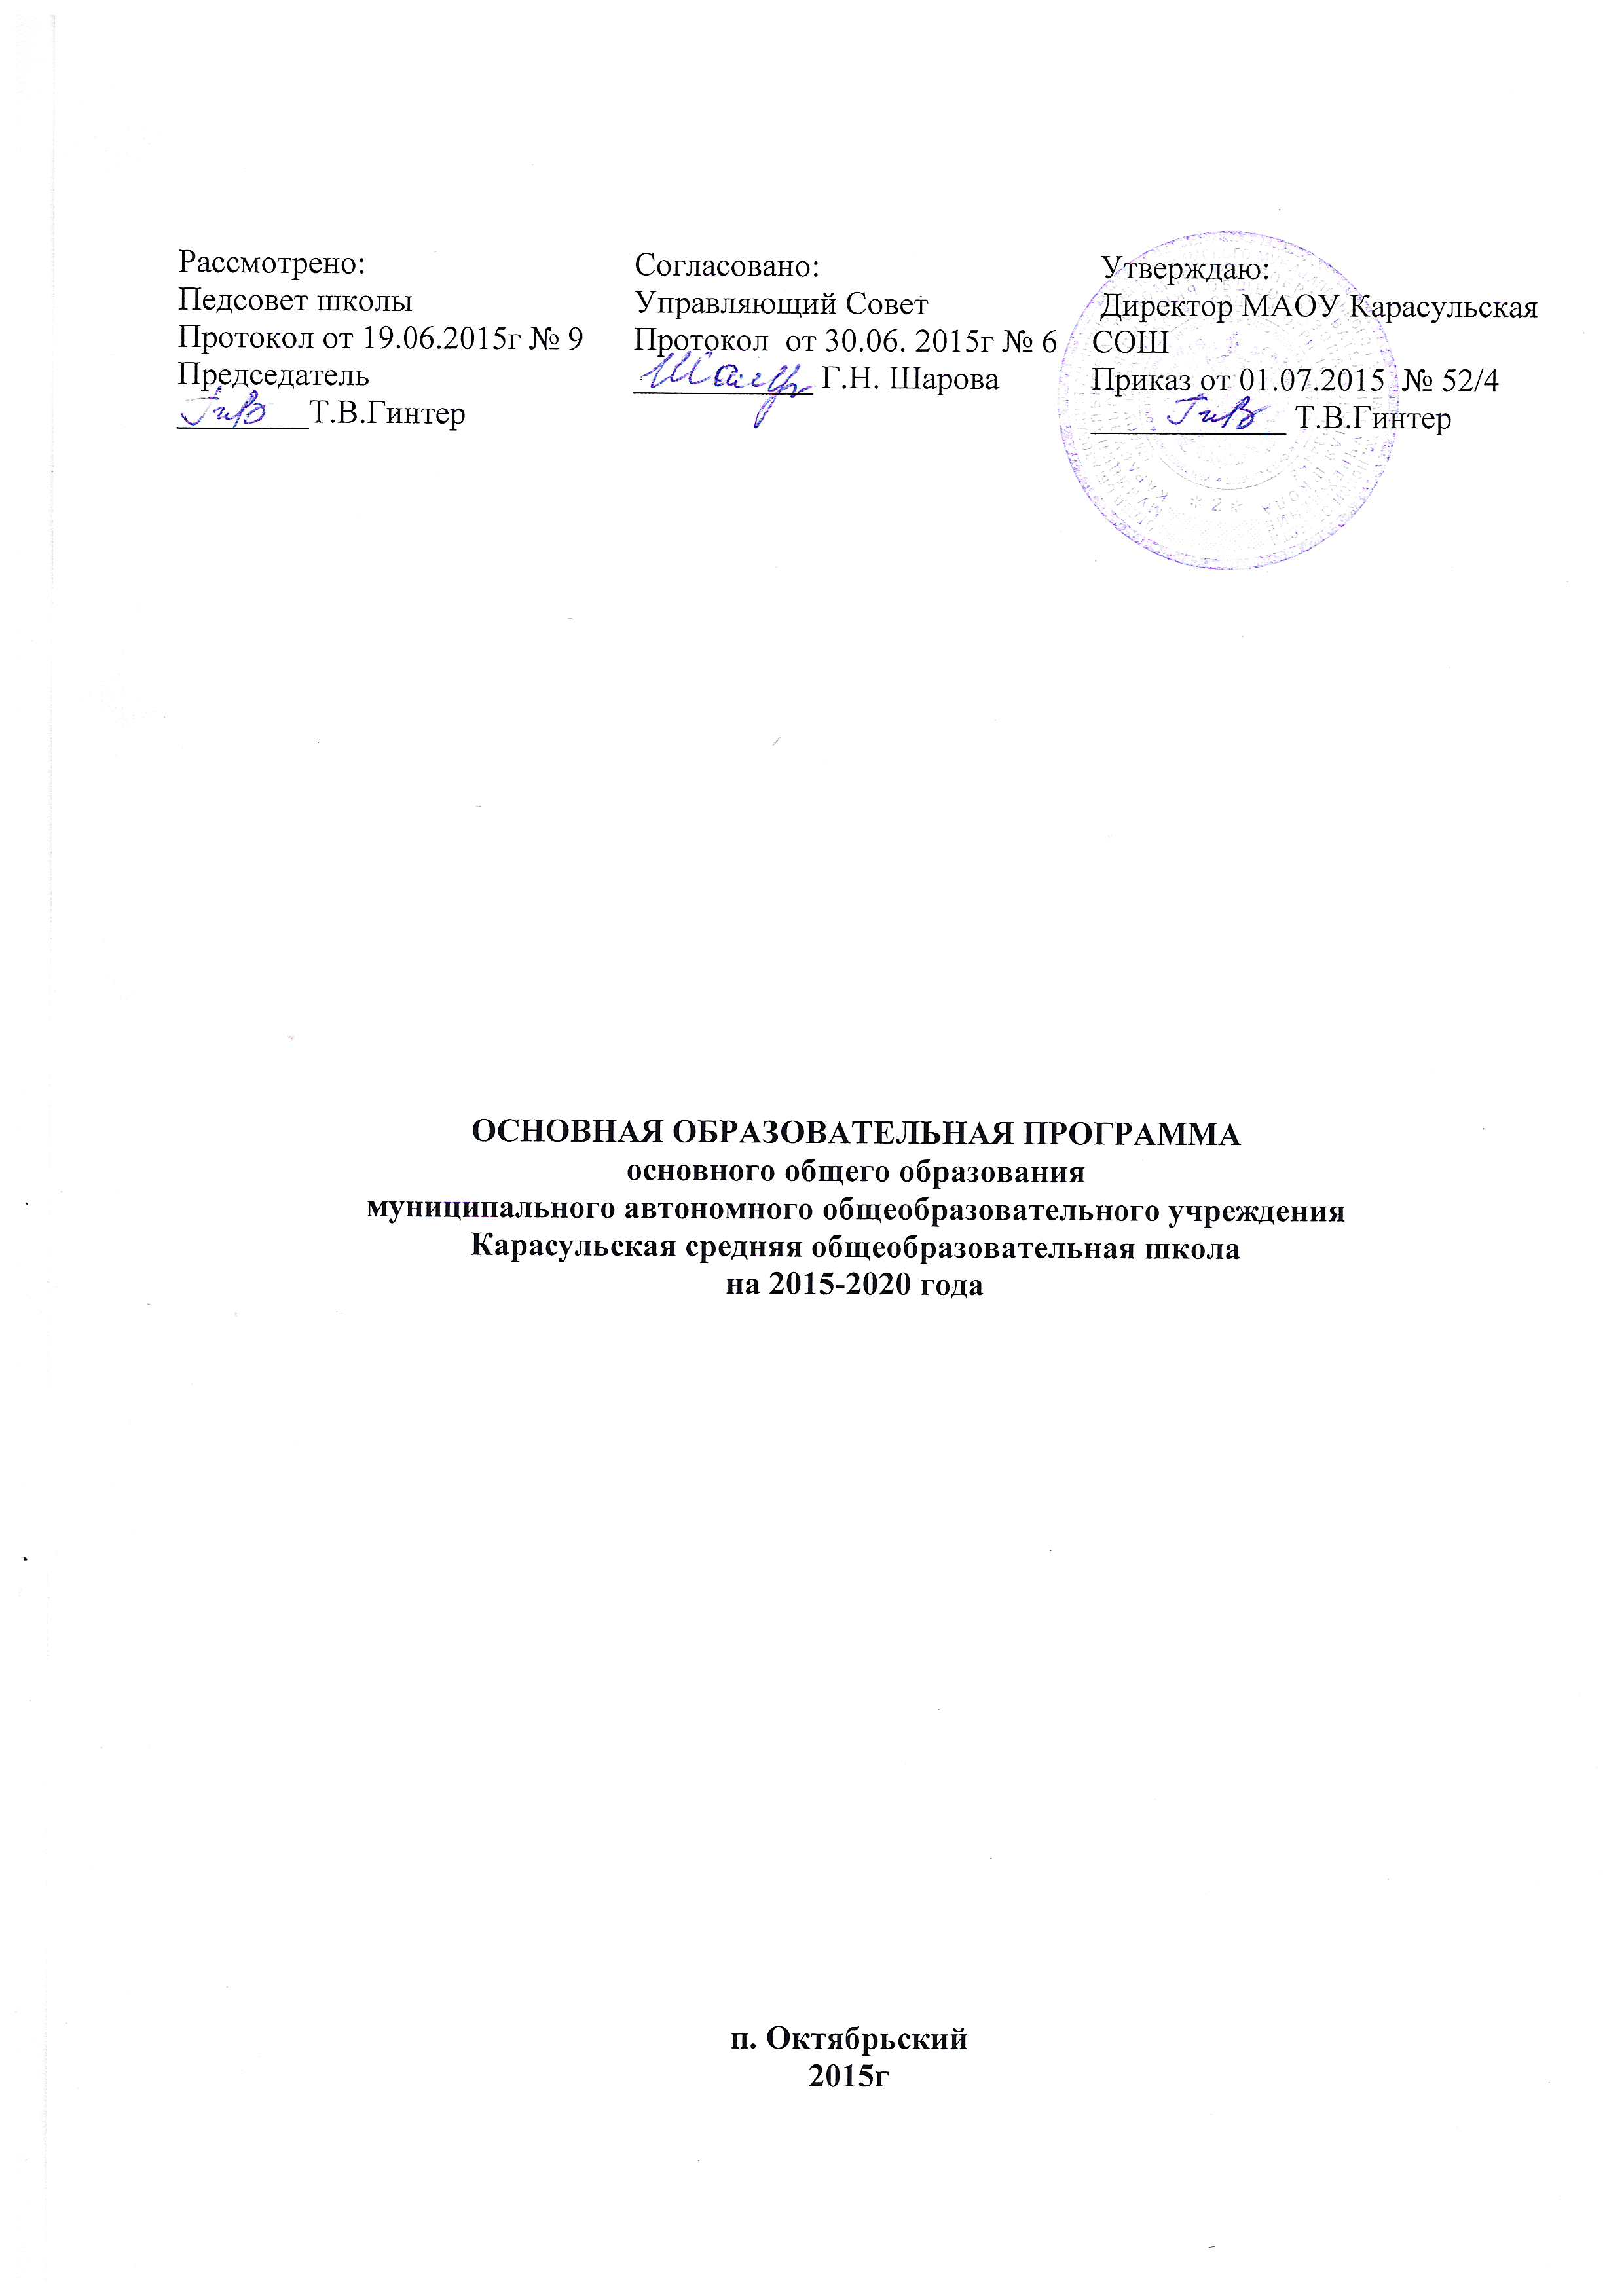 Рассмотрено:
Педсовет школы
Протокол от 19.06.2015г № 9
Председатель
Т.В.Гинтер
Согласовано:
Управляющий Совет
Протокол от 30.06. 2015г № 6
Г.Н. Шарова
Утверждаю:
Директор МАОУ Карасульская
СОШ
Приказ от 01.07.2015 № 52/4
Т.В.Гинтер
ОСНОВНАЯ ОБРАЗОВАТЕЛЬНАЯ ПРОГРАММА
основного общего образования
муниципального автономного общеобразовательного учреждения
Карасульская средняя общеобразовательная школа
на 2015-2020 года
п. Октябрьский
2015г